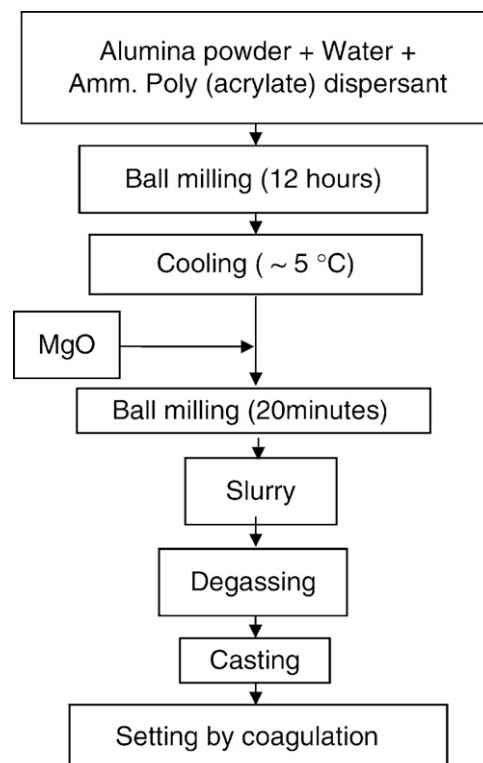 Alumina powder + Water +
Amm. Poly (acrylate) dispersant
Ball milling (12 hours)
Cooling ( ~ 5 °C)
MgO
Ball milling (20minutes)
Slurry
Degassing
Casting
Setting by coagulation